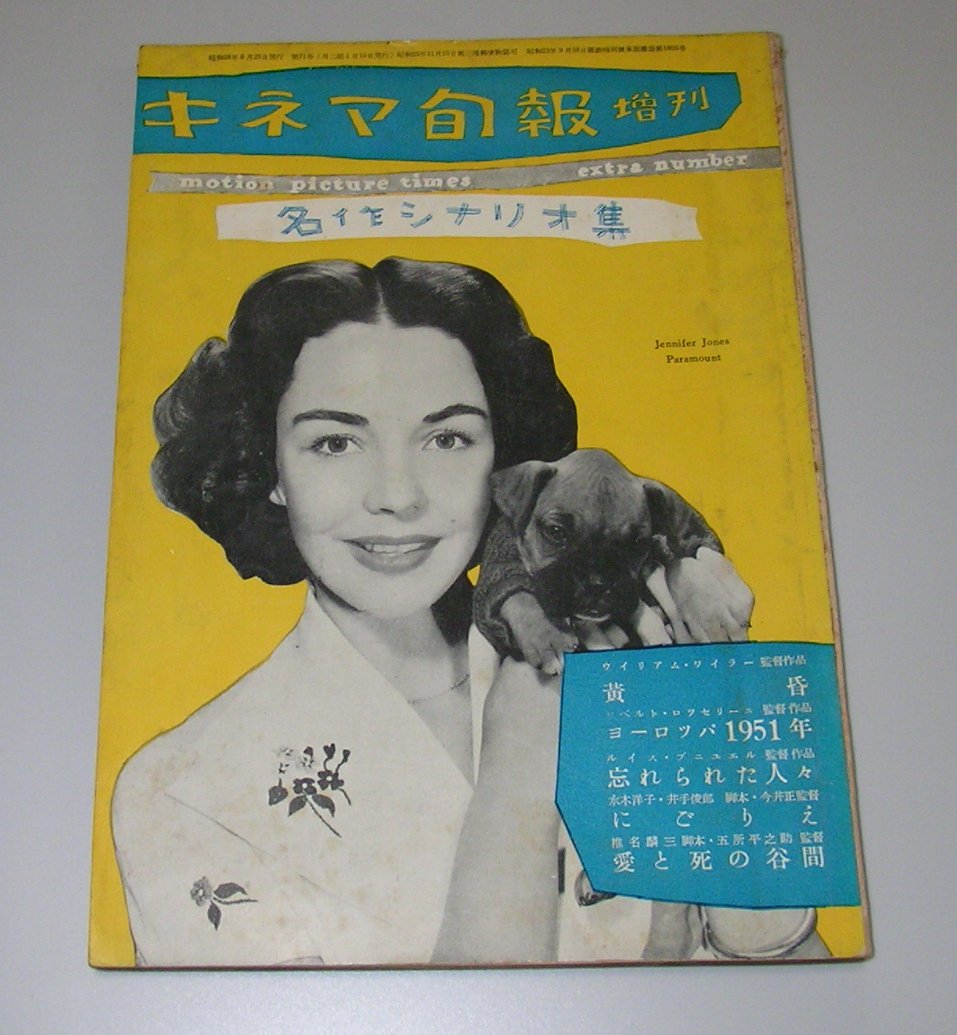 キネマ旬報 増刊
motion picture times extra number
名作シナリオ集
Jennifer Jones
Paramount
ウイリアム・ワイラー 監督作品
黄昏
ベルト・ロツセリーニ 監督作品
ヨーロツパ1951年
ルイス・ブニユエル 監督作品
忘れられた人々
水木洋子・井手俊郎 脚本・今井正監督
にごりえ
椎名麟三脚本・五所平之助 監督
愛と死の谷間